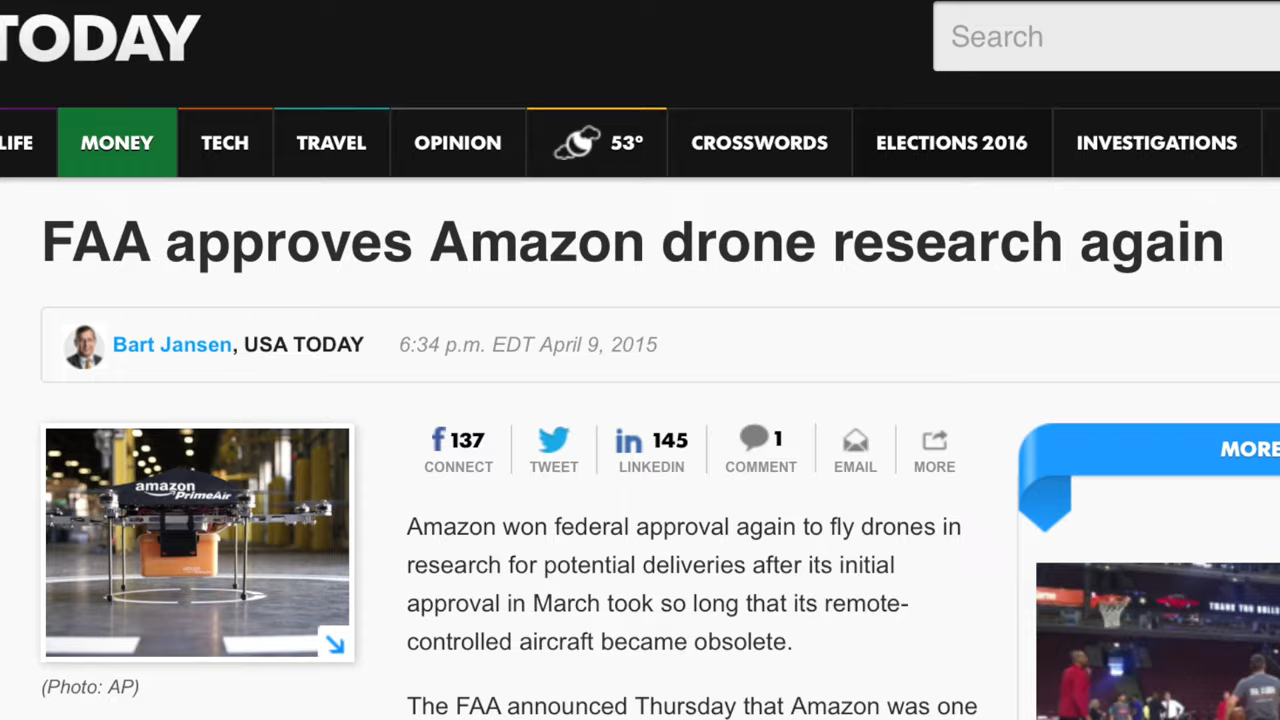 TODAY
Search
LIFE MONEY TECH TRAVEL OPINION 53° CROSSWORDS ELECTIONS 2016 INVESTIGATIONS
FAA approves Amazon drone research again
Bart Jansen, USA TODAY 6:34 p.m. EDT April 9, 2015
f 137 in 145 1
CONNECT TWEET LINKEDIN COMMENT EMAIL MORE
MORE
amazon
PrimeAir
(Photo: AP)
Amazon won federal approval again to fly drones in
research for potential deliveries after its initial
approval in March took so long that its remote-
controlled aircraft became obsolete.
The FAA announced Thursday that Amazon was one